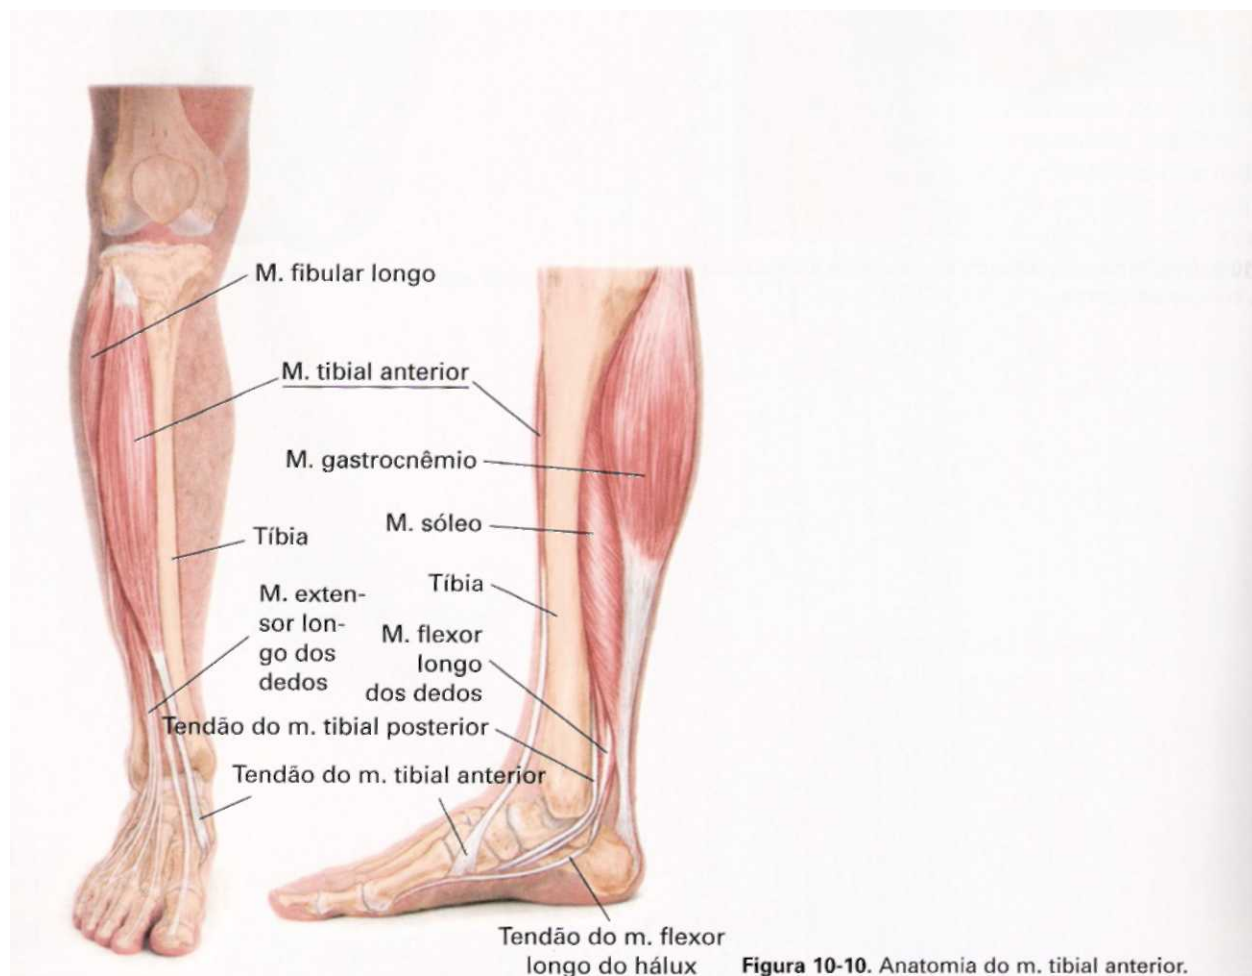 M. fibular longo
M. tibial anterior
M. gastrocnêmio
M. sóleo
Tíbia
Tíbia
M. exten-
sor lon-
go dos
dedos
M. flexor
longo
dos dedos
Tendão do m. tibial posterior
Tendão do m. tibial anterior
Tendão do m. flexor
longo do hálux
Figura 10-10. Anatomia do m. tibial anterior.